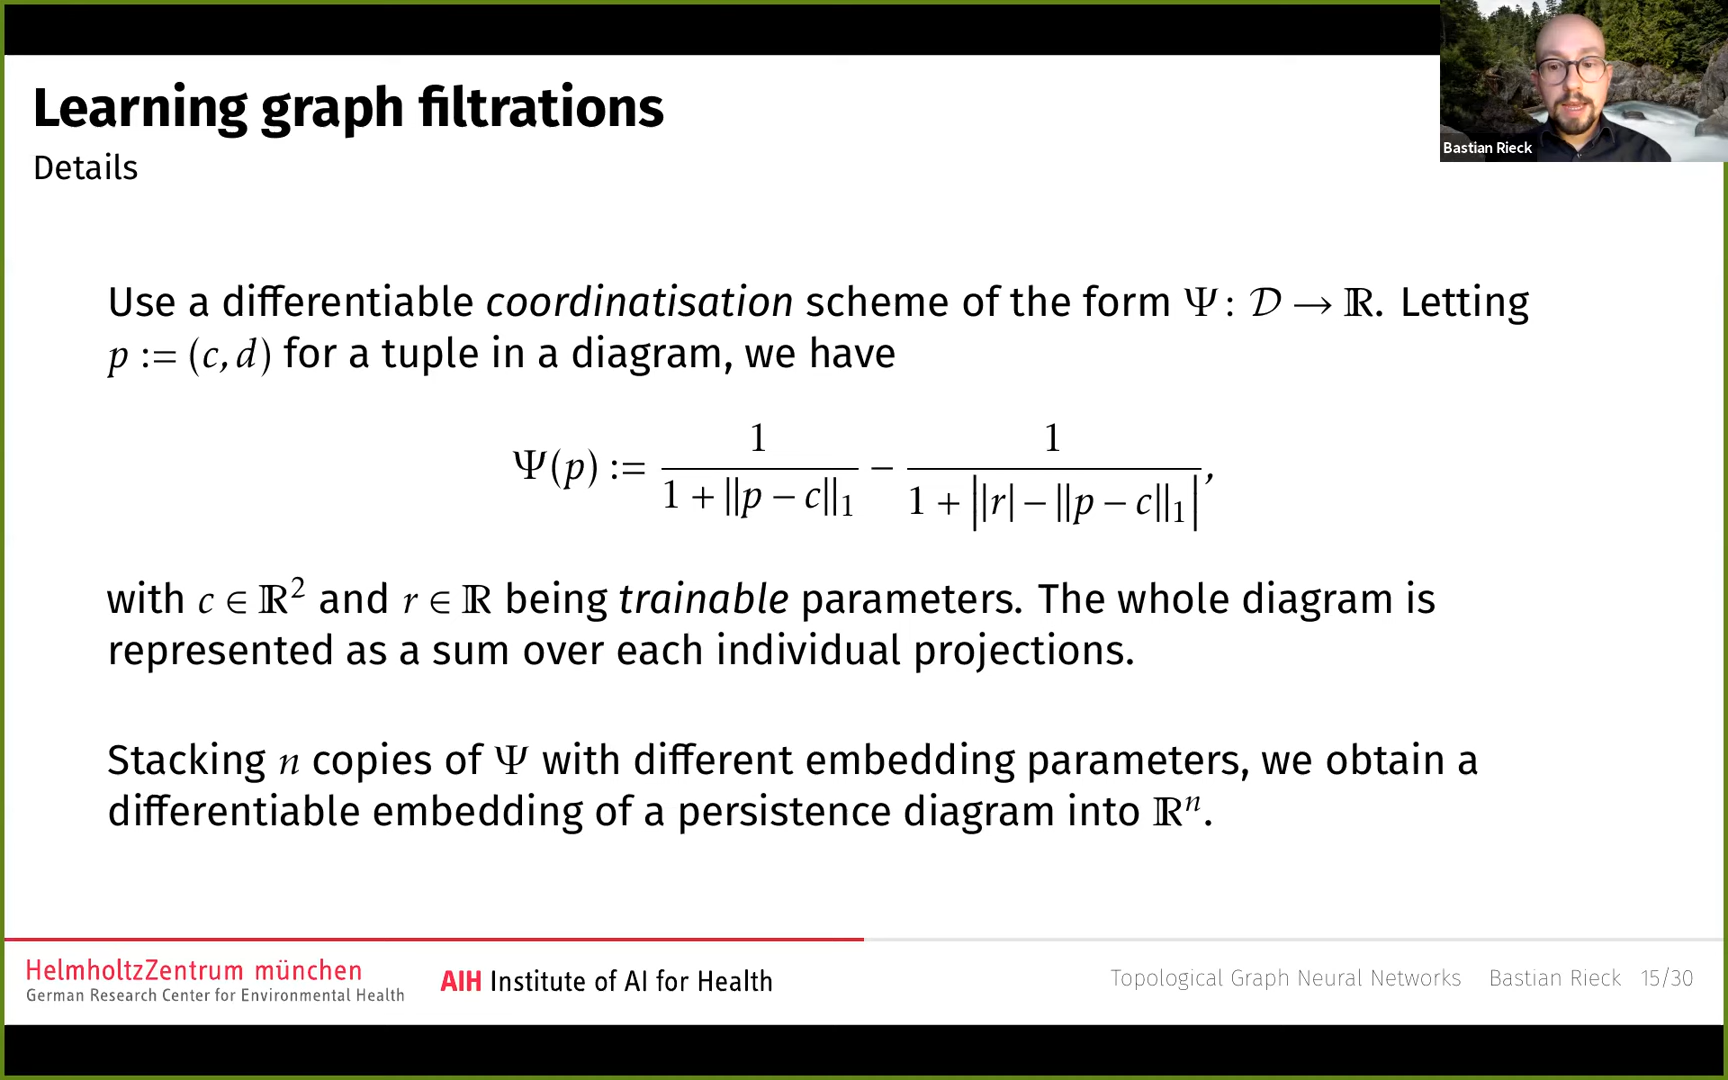 Learning graph filtrations
Details
Bastian Rieck
Use a differentiable coordinatisation scheme of the form Ψ: 𝒟 → ℝ. Letting
p := (c, d) for a tuple in a diagram, we have
Ψ(p) := 1 / (1 + ‖p − c‖₁) − 1 / (1 + ||r| − ‖p − c‖₁|),
with c ∈ ℝ² and r ∈ ℝ being trainable parameters. The whole diagram is
represented as a sum over each individual projections.
Stacking n copies of Ψ with different embedding parameters, we obtain a
differentiable embedding of a persistence diagram into ℝⁿ.
HelmholtzZentrum münchen
German Research Center for Environmental Health
AIH Institute of AI for Health
Topological Graph Neural Networks Bastian Rieck 15/30